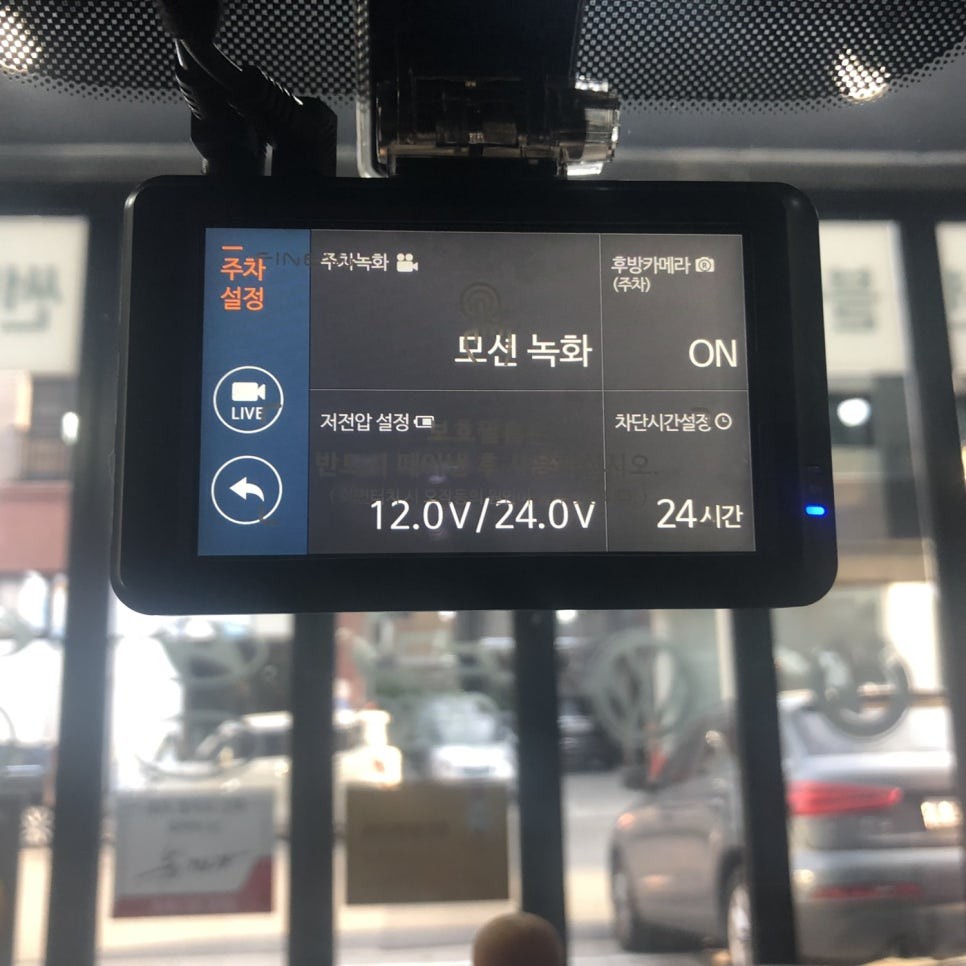 주차
설정
LIVE
주차녹화
모션 녹화
후방카메라
(주차)
ON
저전압 설정
12.0V/24.0V
차단시간설정
24시간